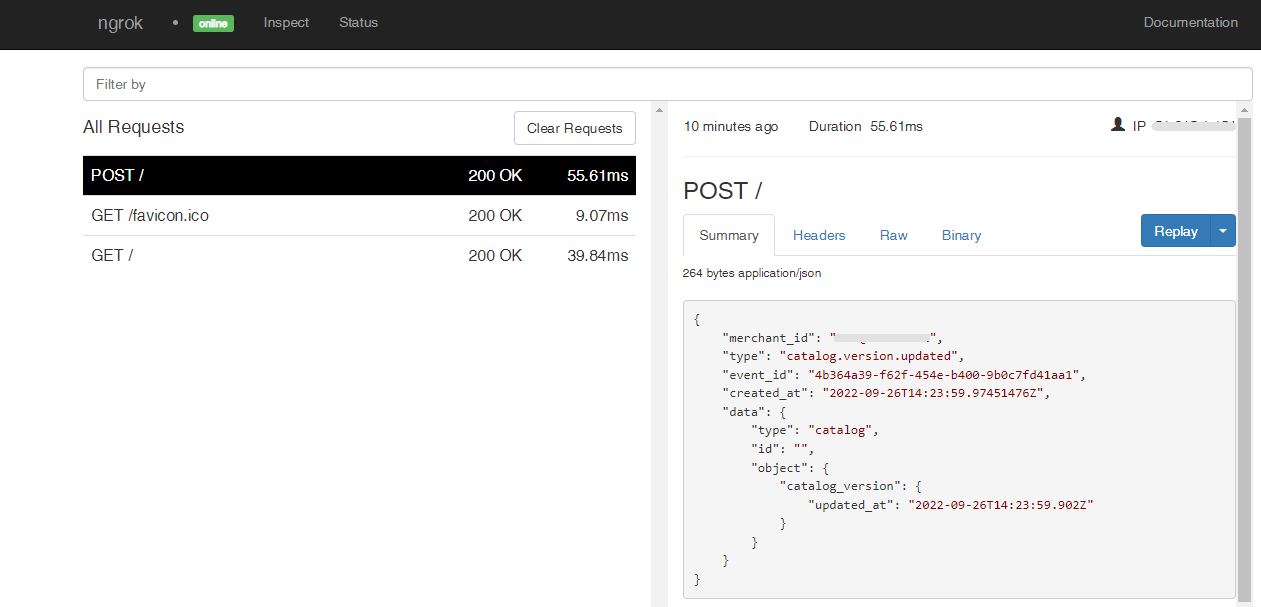 ngrok • online Inspect Status Documentation
Filter by
All Requests Clear Requests
POST / 200 OK 55.61ms
GET /favicon.ico 200 OK 9.07ms
GET / 200 OK 39.84ms
10 minutes ago Duration 55.61ms IP
POST /
Summary Headers Raw Binary Replay
264 bytes application/json
{
"merchant_id": "",
"type": "catalog.version.updated",
"event_id": "4b364a39-f62f-454e-b400-9b0c7fd41aa1",
"created_at": "2022-09-26T14:23:59.97451476Z",
"data": {
"type": "catalog",
"id": "",
"object": {
"catalog_version": {
"updated_at": "2022-09-26T14:23:59.902Z"
}
}
}
}